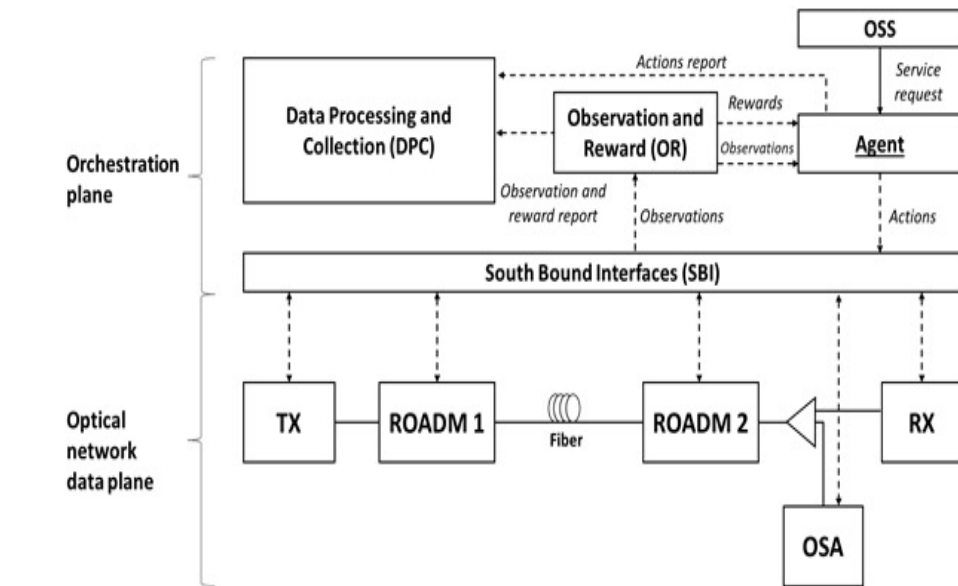 OSS
Service
request
Actions report
Data Processing and
Collection (DPC)
Observation and
Reward (OR)
Rewards
Observations
Agent
Orchestration
plane
Observation and
reward report
Observations
Actions
South Bound Interfaces (SBI)
Optical
network
data plane
TX
ROADM 1
Fiber
ROADM 2
RX
OSA